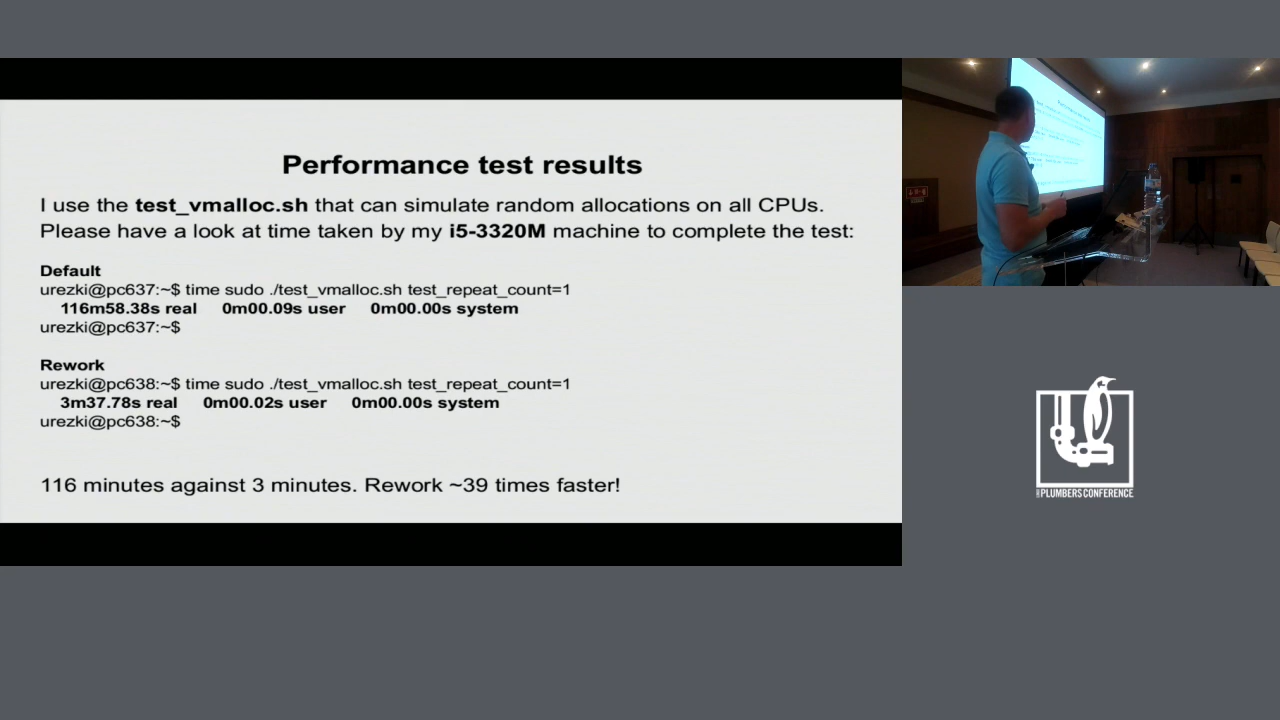 Performance test results
I use the test_vmalloc.sh that can simulate random allocations on all CPUs.
Please have a look at time taken by my i5-3320M machine to complete the test:
Default
urezki@pc637:~$ time sudo ./test_vmalloc.sh test_repeat_count=1
116m58.38s real 0m00.09s user 0m00.00s system
urezki@pc637:~$
Rework
urezki@pc638:~$ time sudo ./test_vmalloc.sh test_repeat_count=1
3m37.78s real 0m00.02s user 0m00.00s system
urezki@pc638:~$
116 minutes against 3 minutes. Rework ~39 times faster!
PLUMBERS CONFERENCE